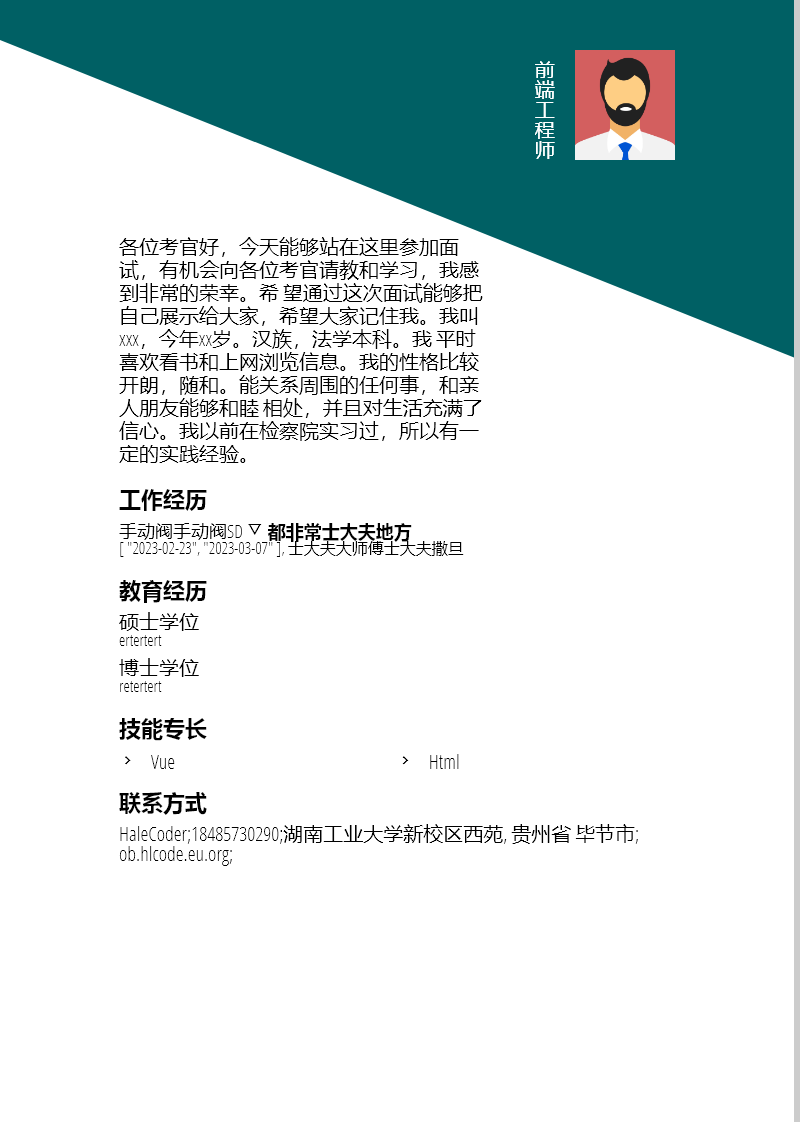 前端工程师
各位考官好，今天能够站在这里参加面
试，有机会向各位考官请教和学习，我感
到非常的荣幸。希 望通过这次面试能够把
自己展示给大家，希望大家记住我。我叫
xxx，今年xx岁。汉族，法学本科。我 平时
喜欢看书和上网浏览信息。我的性格比较
开朗，随和。能关系周围的任何事，和亲
人朋友能够和睦 相处，并且对生活充满了
信心。我以前在检察院实习过，所以有一
定的实践经验。
工作经历
手动阀手动阀SD ▽ 都非常士大夫地方
[ "2023-02-23", "2023-03-07" ], 士大夫大师傅士大夫撒旦
教育经历
硕士学位
ertertert
博士学位
retertert
技能专长
› Vue › Html
联系方式
HaleCoder;18485730290;湖南工业大学新校区西苑, 贵州省 毕节市;
ob.hlcode.eu.org;